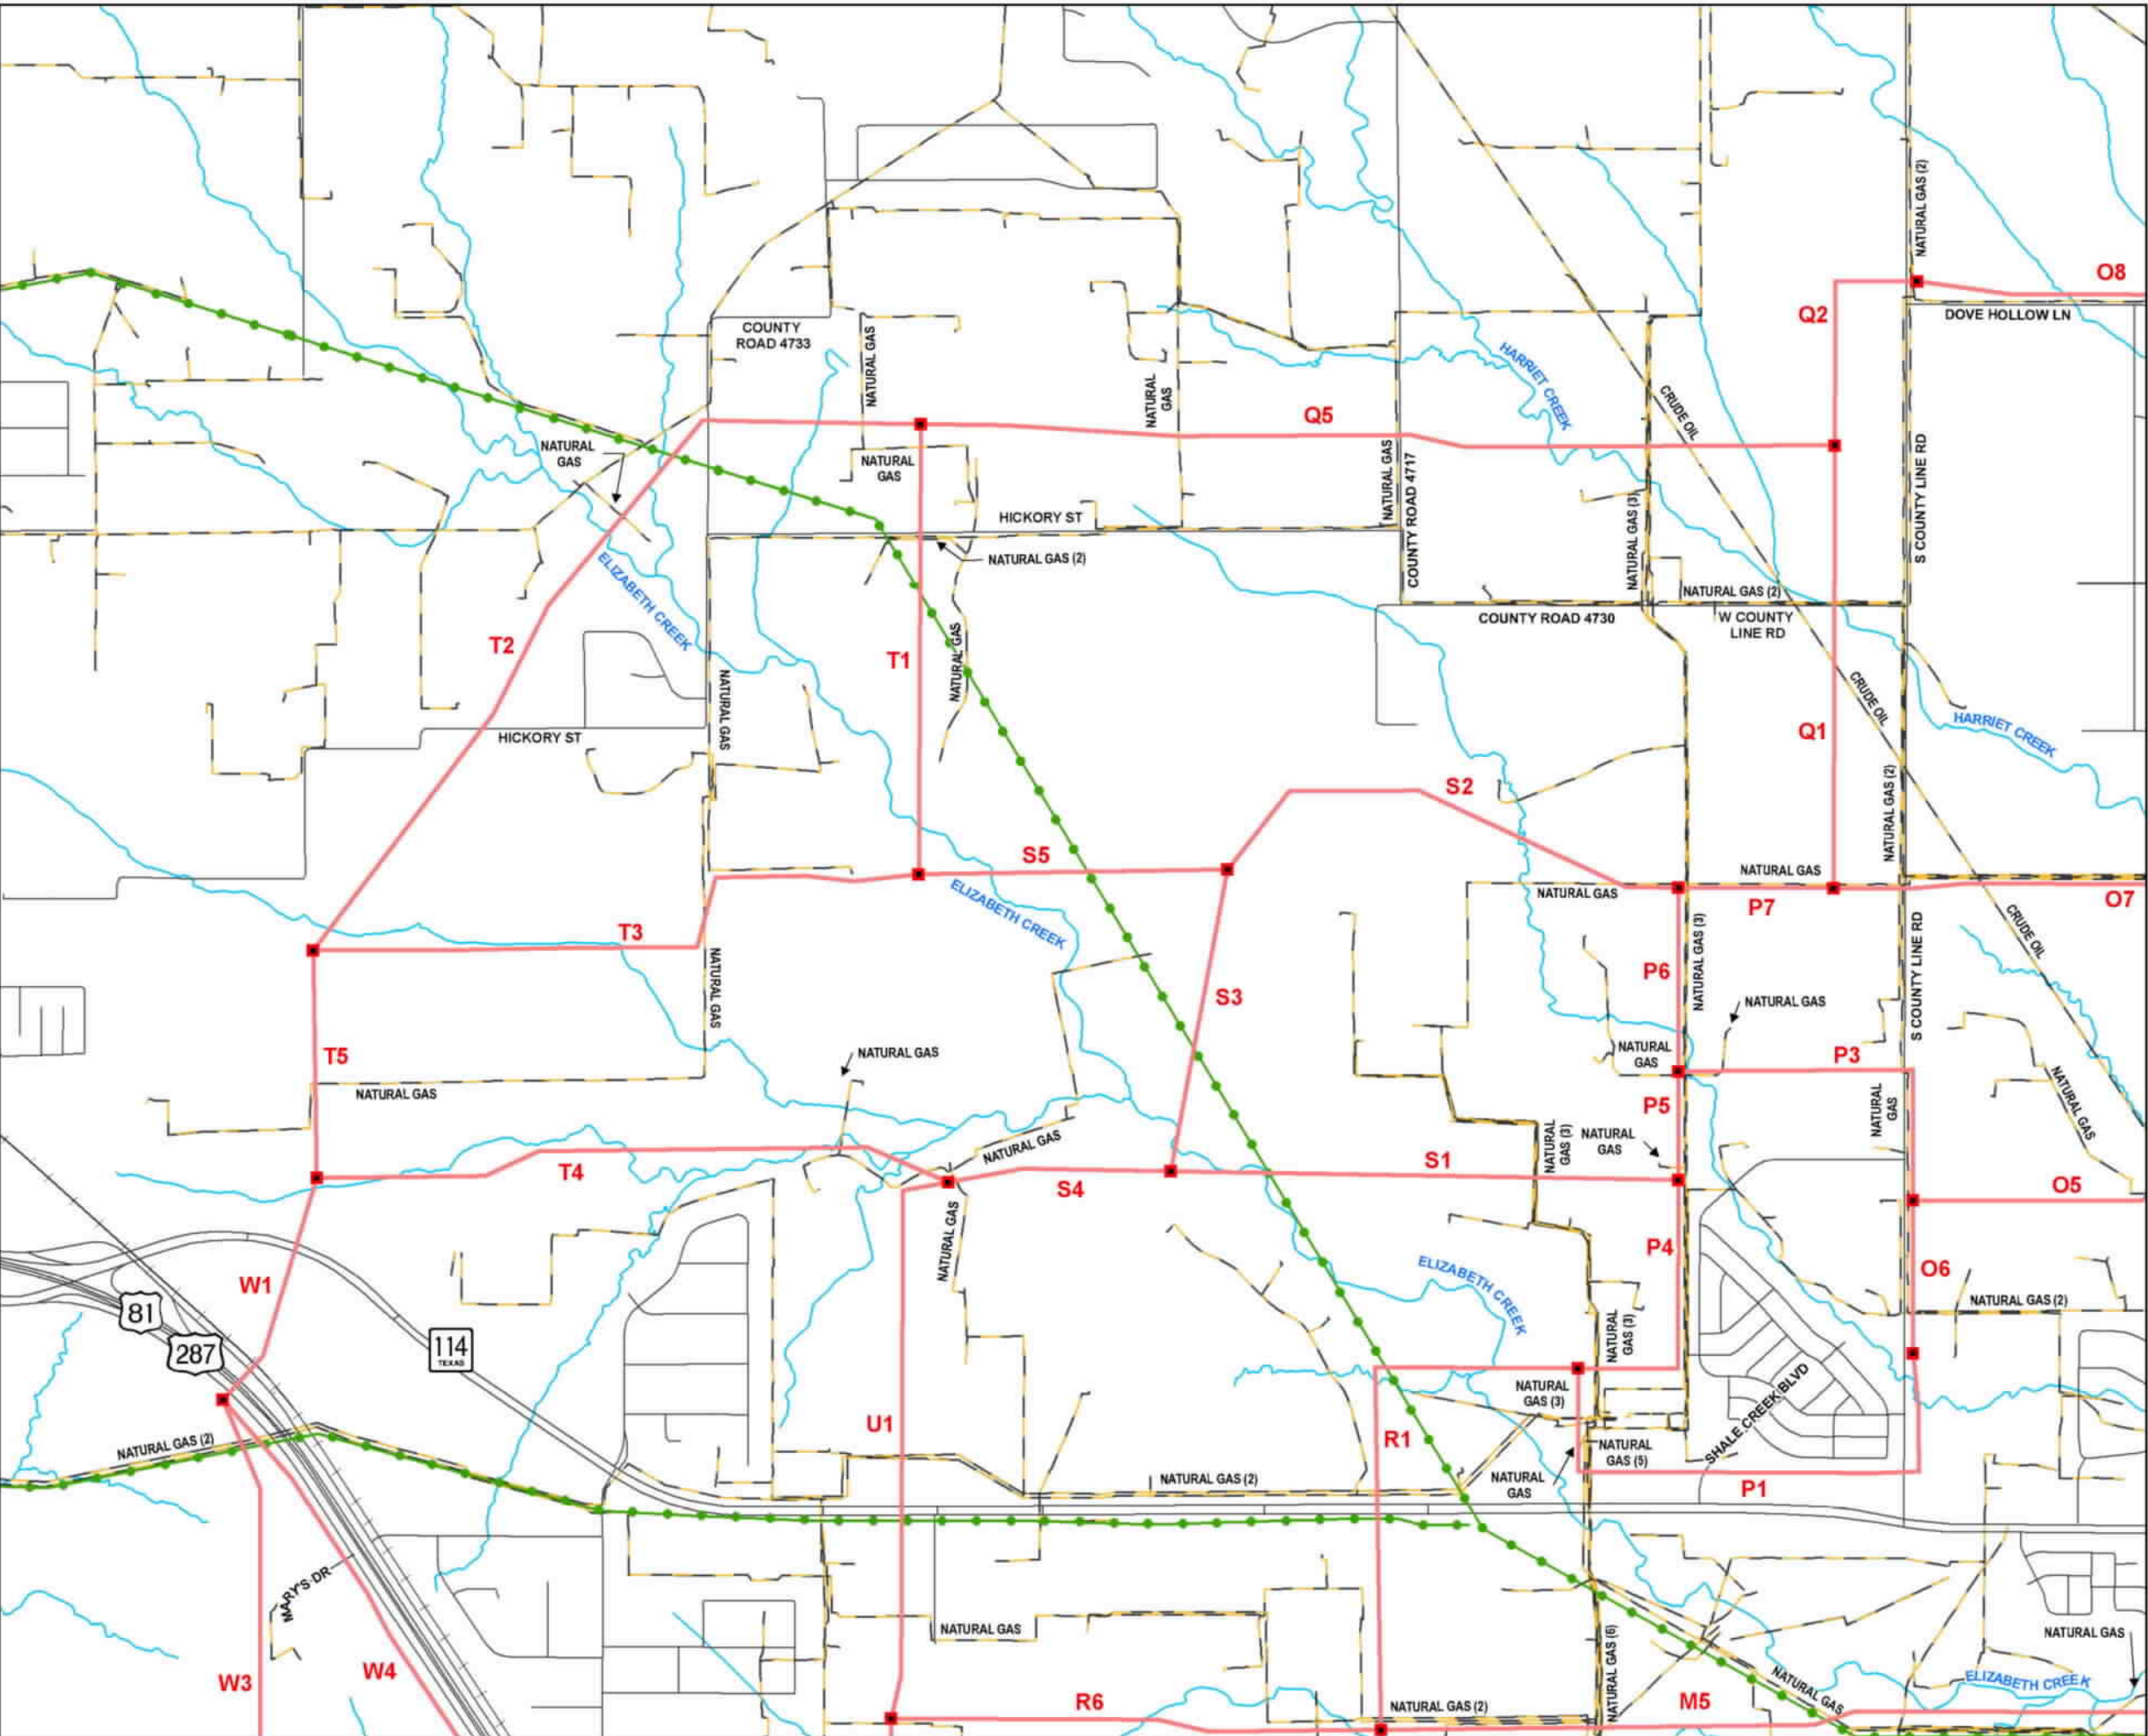 NATURAL GAS (2)
O8
Q2
DOVE HOLLOW LN
COUNTY
ROAD 4733
NATURAL GAS
HARRIET CREEK
NATURAL
GAS
CRUDE OIL
Q5
NATURAL
GAS
NATURAL
GAS
NATURAL GAS
COUNTY ROAD 4717
S COUNTY LINE RD
HICKORY ST
NATURAL GAS (3)
NATURAL GAS (2)
ELIZABETH CREEK
NATURAL GAS (2)
COUNTY ROAD 4730
W COUNTY
LINE RD
T2
T1
NATURAL GAS
NATURAL GAS
CRUDE OIL
HICKORY ST
Q1
HARRIET CREEK
S2
NATURAL GAS (2)
S5
NATURAL GAS
NATURAL GAS
P7
O7
ELIZABETH CREEK
T3
CRUDE OIL
NATURAL GAS
NATURAL GAS (3)
S COUNTY LINE RD
P6
S3
NATURAL GAS
T5
NATURAL GAS
NATURAL
GAS
P3
NATURAL GAS
P5
NATURAL
GAS
NATURAL GAS
NATURAL
GAS (3)
NATURAL
GAS
NATURAL GAS
T4
S4
S1
O5
NATURAL GAS
P4
O6
W1
ELIZABETH CREEK
NATURAL GAS (2)
81
287
114
TEXAS
NATURAL
GAS (3)
NATURAL
GAS (3)
SHALE CREEK BLVD
U1
R1
NATURAL GAS (2)
NATURAL
GAS (5)
NATURAL GAS (2)
NATURAL
GAS
P1
MARY'S DR
NATURAL GAS
NATURAL GAS (6)
NATURAL GAS
W3
W4
R6
NATURAL GAS (2)
M5
NATURAL GAS
ELIZABETH CREEK